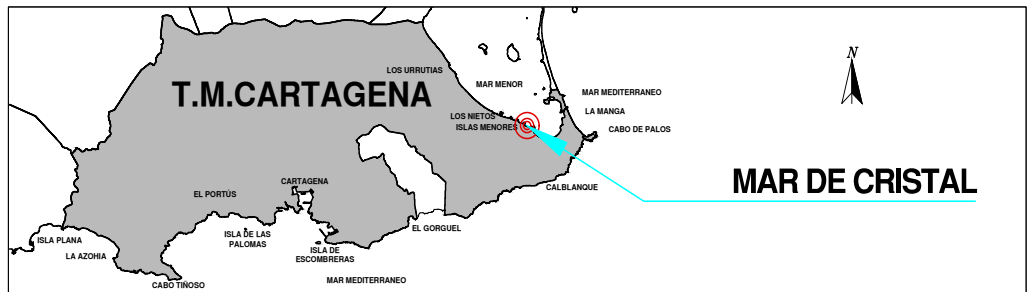 N
LOS URRUTIAS
T.M.CARTAGENA
MAR MENOR
MAR MEDITERRANEO
LA MANGA
LOS NIETOS
ISLAS MENORES
CABO DE PALOS
MAR DE CRISTAL
CARTAGENA
CALBLANQUE
EL PORTÚS
EL GORGUEL
ISLA DE LAS
PALOMAS
ISLA PLANA
LA AZOHIA
ISLA DE
ESCOMBRERAS
CABO TIÑOSO
MAR MEDITERRANEO